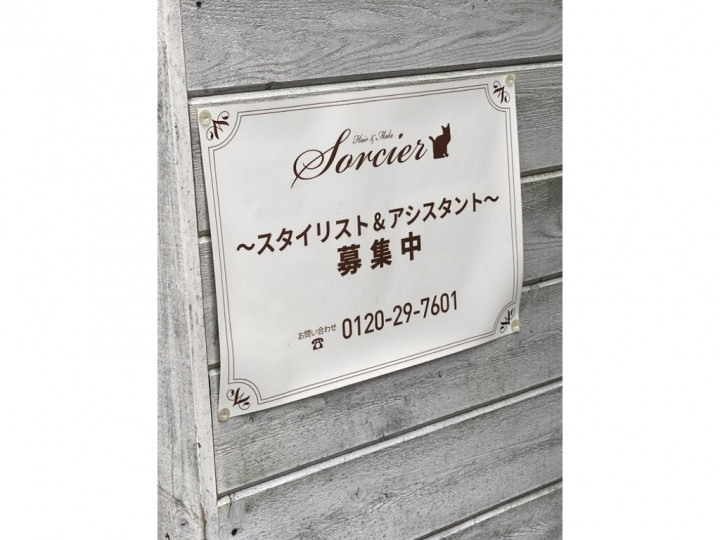 Hair & Make
Sorcier
～スタイリスト＆アシスタント～
募集中
お問い合わせ
☎ 0120-29-7601